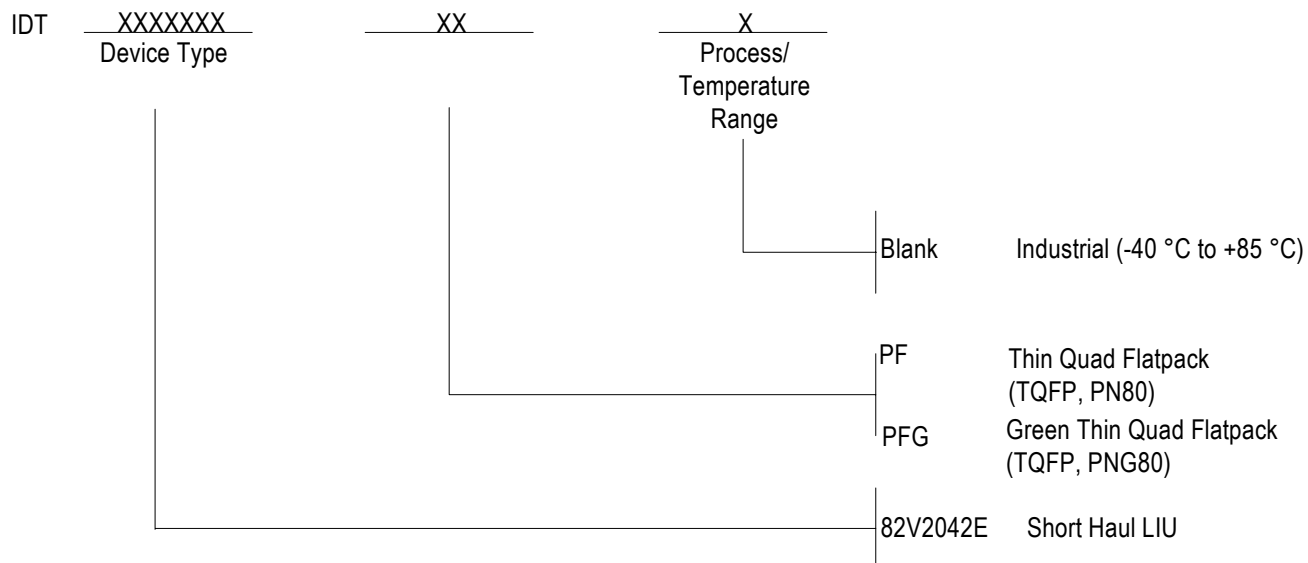 IDT XXXXXXX XX X
Device Type
Process/
Temperature
Range
Blank Industrial (-40 °C to +85 °C)
PF Thin Quad Flatpack
(TQFP, PN80)
PFG Green Thin Quad Flatpack
(TQFP, PNG80)
82V2042E Short Haul LIU